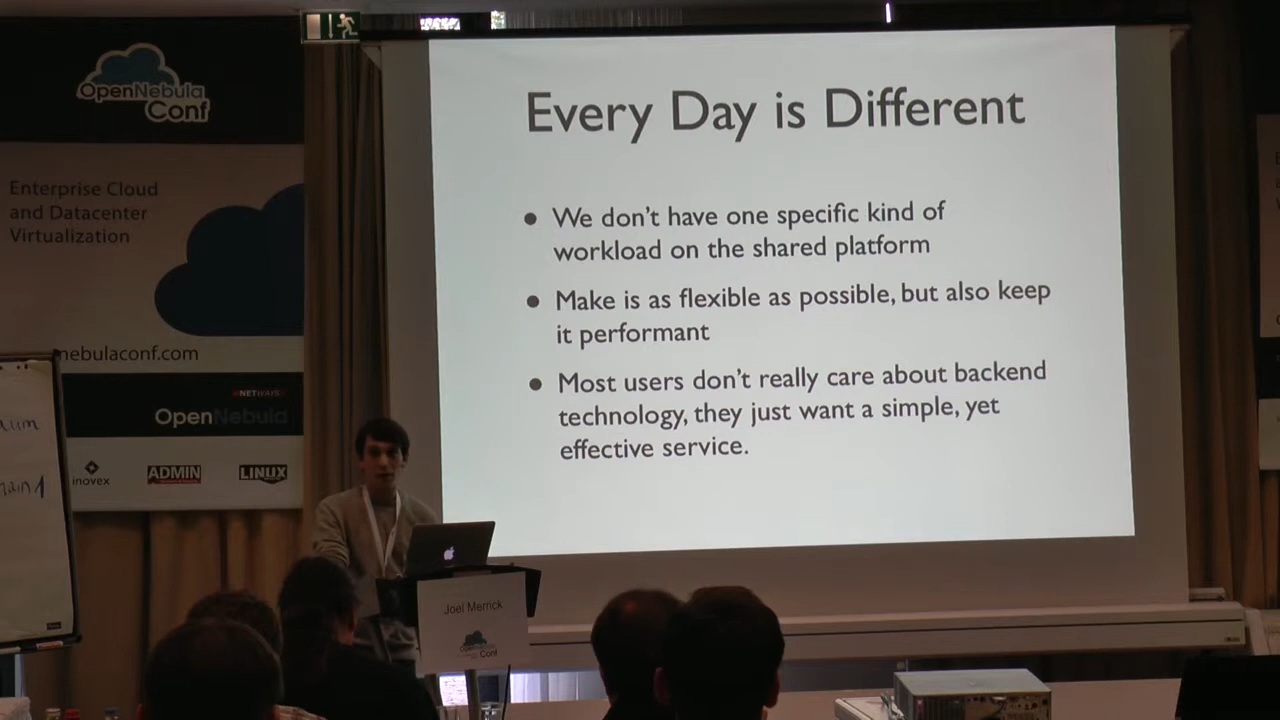 OpenNebula
Conf
Enterprise Cloud
and Datacenter
Virtualization
nebulaconf.com
NETWAYS
OpenNebula
inovex
ADMIN
LINUX
Every Day is Different
• We don't have one specific kind of
workload on the shared platform
• Make is as flexible as possible, but also keep
it performant
• Most users don't really care about backend
technology, they just want a simple, yet
effective service.
Joel Merrick
OpenNebula
Conf